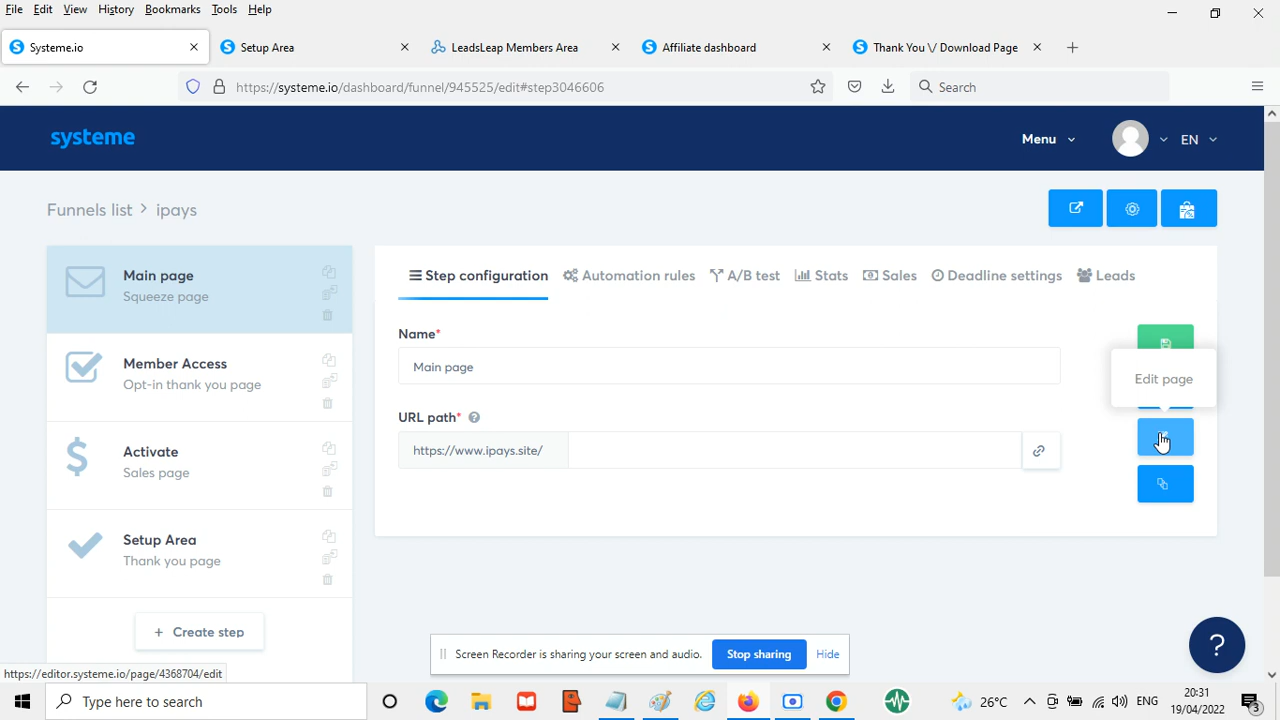 File Edit View History Bookmarks Tools Help
Systeme.io
Setup Area
LeadsLeap Members Area
Affiliate dashboard
Thank You \/ Download Page
https://systeme.io/dashboard/funnel/945525/edit#step3046606
Search
systeme
Menu
EN
Funnels list > ipays
Main page
Squeeze page
Member Access
Opt-in thank you page
Activate
Sales page
Setup Area
Thank you page
+ Create step
Step configuration
Automation rules
A/B test
Stats
Sales
Deadline settings
Leads
Name*
Main page
Edit page
URL path* ?
https://www.ipays.site/
?
Screen Recorder is sharing your screen and audio.
Stop sharing
Hide
https://editor.systeme.io/page/4368704/edit
Type here to search
26°C
ENG
20:31
19/04/2022
3